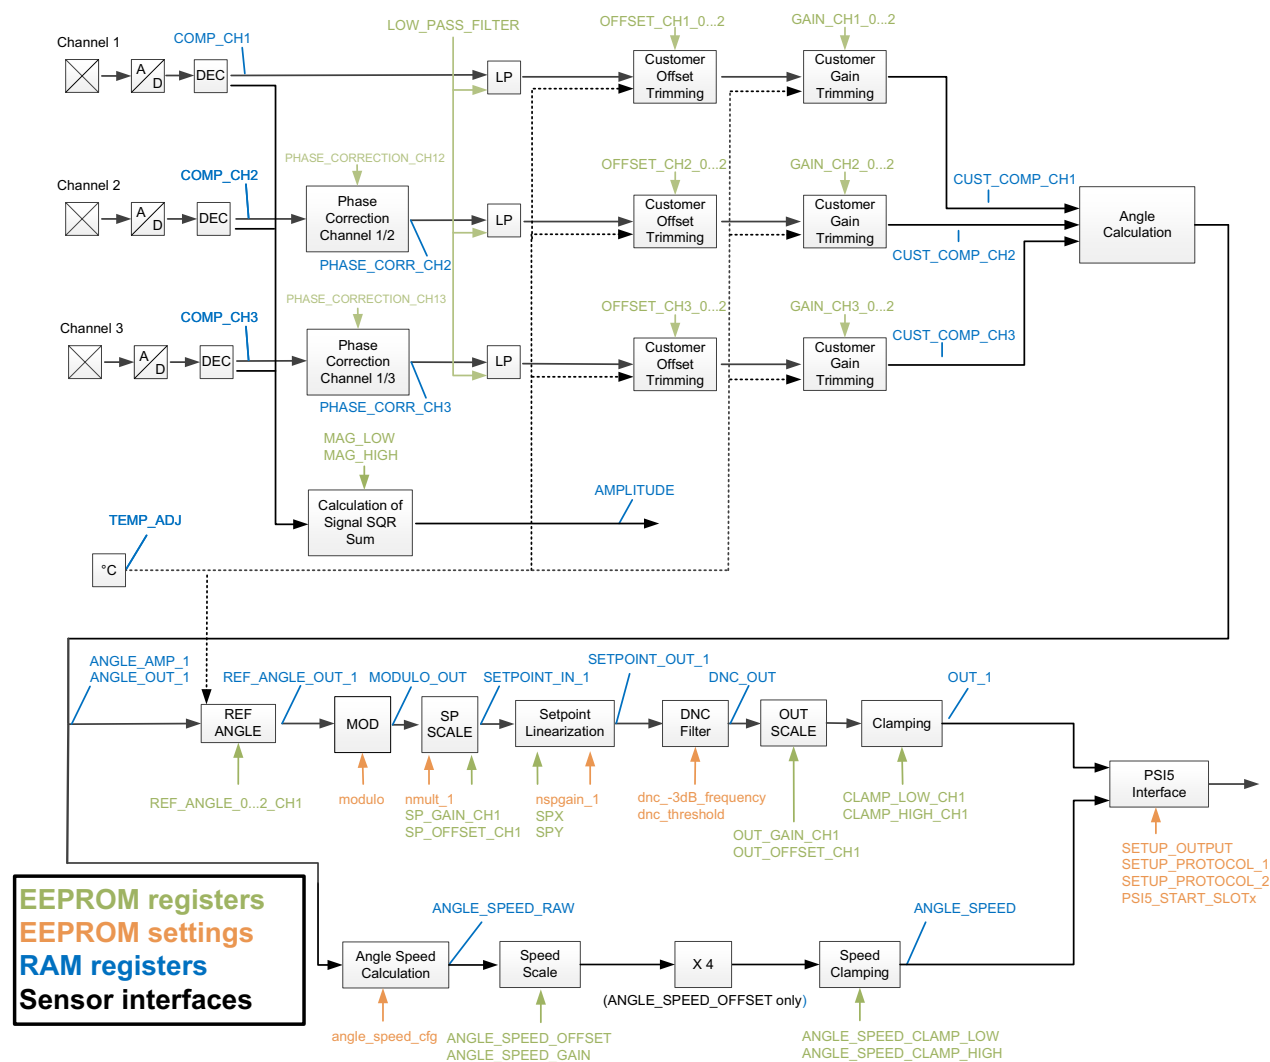 OFFSET_CH1_0...2
GAIN_CH1_0...2
LOW_PASS_FILTER
Channel 1
COMP_CH1
A
D
DEC
LP
Customer
Offset
Trimming
Customer
Gain
Trimming
PHASE_CORRECTION_CH12
OFFSET_CH2_0...2
GAIN_CH2_0...2
Channel 2
COMP_CH2
A
D
DEC
Phase
Correction
Channel 1/2
PHASE_CORR_CH2
LP
Customer
Offset
Trimming
Customer
Gain
Trimming
CUST_COMP_CH1
CUST_COMP_CH2
Angle
Calculation
PHASE_CORRECTION_CH13
OFFSET_CH3_0...2
GAIN_CH3_0...2
Channel 3
COMP_CH3
A
D
DEC
Phase
Correction
Channel 1/3
PHASE_CORR_CH3
LP
Customer
Offset
Trimming
Customer
Gain
Trimming
CUST_COMP_CH3
MAG_LOW
MAG_HIGH
Calculation of
Signal SQR
Sum
AMPLITUDE
TEMP_ADJ
°C
ANGLE_AMP_1
ANGLE_OUT_1
REF_ANGLE_OUT_1
MODULO_OUT
SETPOINT_IN_1
SETPOINT_OUT_1
DNC_OUT
OUT_1
REF
ANGLE
MOD
SP
SCALE
Setpoint
Linearization
DNC
Filter
OUT
SCALE
Clamping
PSI5
Interface
REF_ANGLE_0...2_CH1
modulo
nmult_1
SP_GAIN_CH1
SP_OFFSET_CH1
nspgain_1
SPX
SPY
dnc_-3dB_frequency
dnc_threshold
OUT_GAIN_CH1
OUT_OFFSET_CH1
CLAMP_LOW_CH1
CLAMP_HIGH_CH1
SETUP_OUTPUT
SETUP_PROTOCOL_1
SETUP_PROTOCOL_2
PSI5_START_SLOTx
EEPROM registers
EEPROM settings
RAM registers
Sensor interfaces
ANGLE_SPEED_RAW
ANGLE_SPEED
Angle Speed
Calculation
Speed
Scale
X 4
Speed
Clamping
(ANGLE_SPEED_OFFSET only)
angle_speed_cfg
ANGLE_SPEED_OFFSET
ANGLE_SPEED_GAIN
ANGLE_SPEED_CLAMP_LOW
ANGLE_SPEED_CLAMP_HIGH